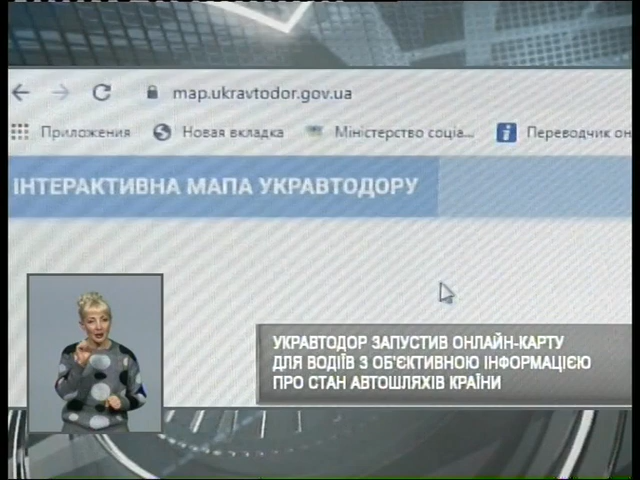 map.ukravtodor.gov.ua
Приложения Новая вкладка Міністерство соціа... Переводчик он
ІНТЕРАКТИВНА МАПА УКРАВТОДОРУ
УКРАВТОДОР ЗАПУСТИВ ОНЛАЙН-КАРТУ
ДЛЯ ВОДІЇВ З ОБ'ЄКТИВНОЮ ІНФОРМАЦІЄЮ
ПРО СТАН АВТОШЛЯХІВ КРАЇНИ